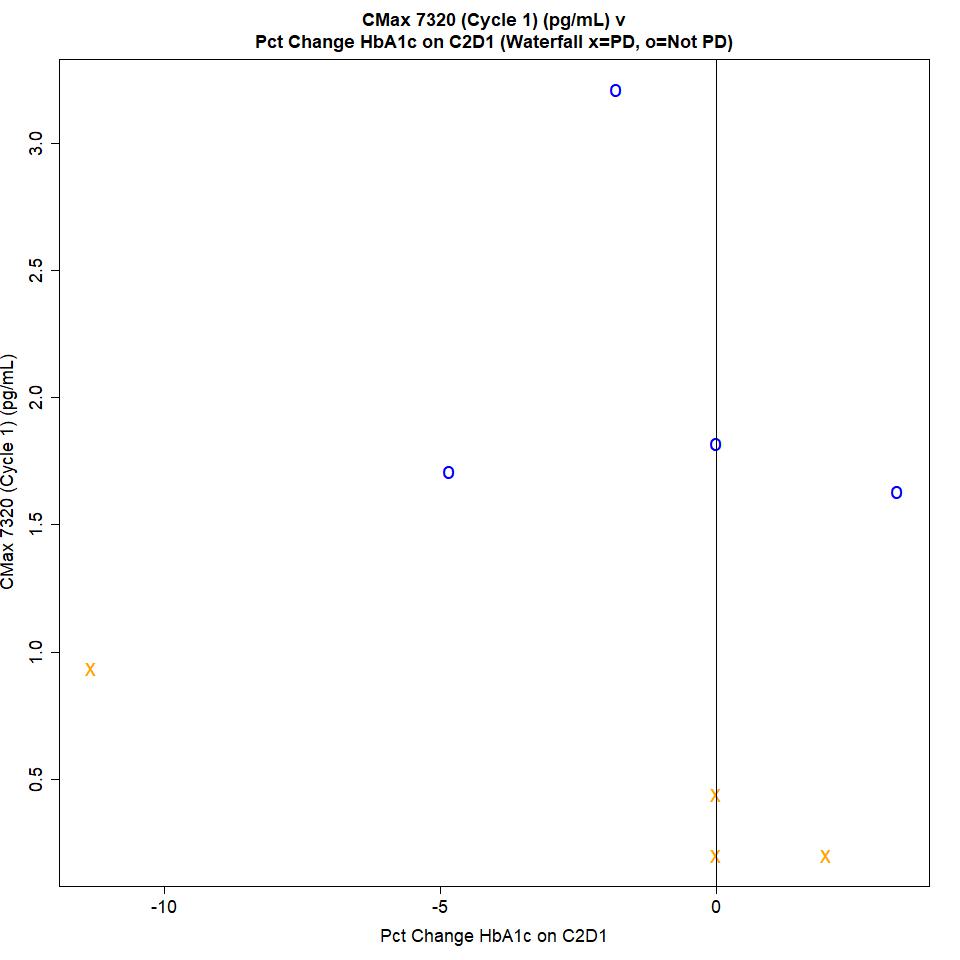 CMax 7320 (Cycle 1) (pg/mL) v
Pct Change HbA1c on C2D1 (Waterfall x=PD, o=Not PD)
CMax 7320 (Cycle 1) (pg/mL)
3.0
2.5
2.0
1.5
1.0
0.5
O
O
O
O
X
X
X
X
-10
-5
0
Pct Change HbA1c on C2D1